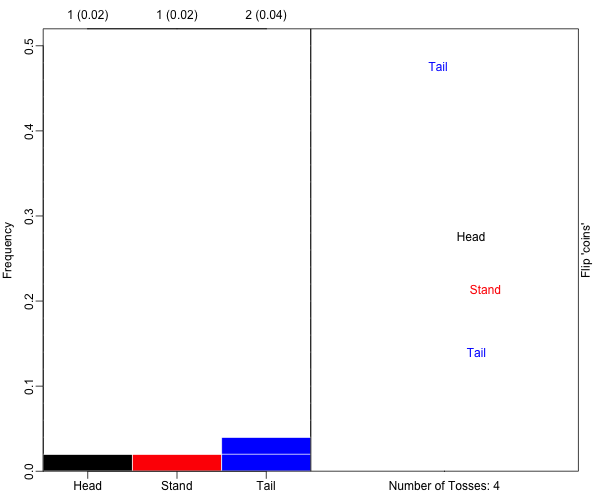 1 (0.02) 1 (0.02) 2 (0.04)
Frequency
0.5
0.4
0.3
0.2
0.1
0.0
Head Stand Tail
Tail
Head
Stand
Tail
Number of Tosses: 4
Flip 'coins'